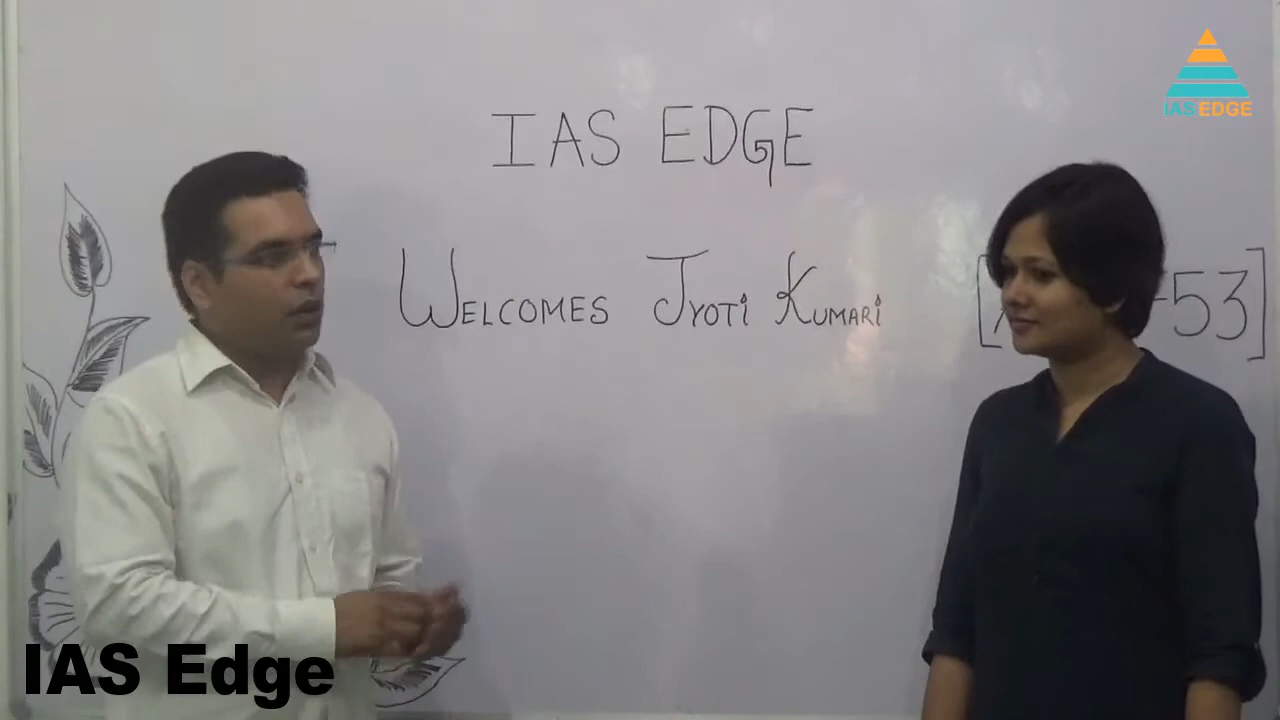 IAS EDGE
IAS EDGE
WELCOMES JYOTI KUMARI
-53]
IAS Edge